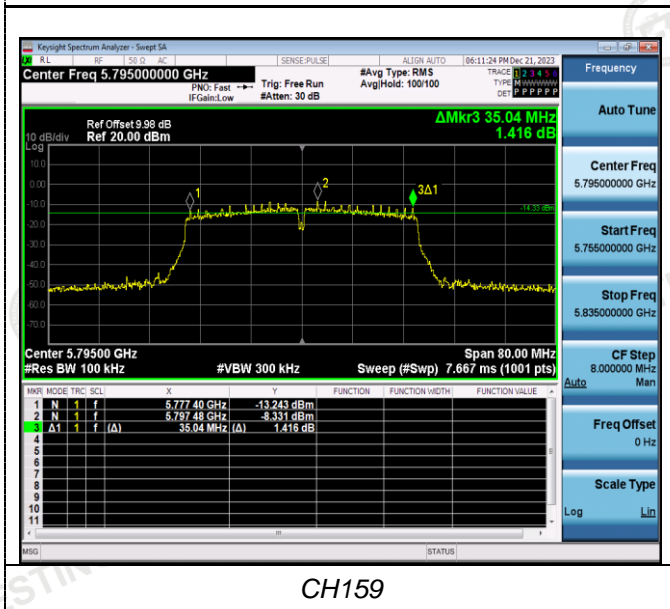 Keysight Spectrum Analyzer - Swept SA
RL RF 50 Ω AC SENSE:PULSE ALIGN AUTO 06:11:24 PM Dec 21, 2023
Center Freq 5.795000000 GHz
PNO: Fast
IFGain:Low
Trig: Free Run
#Atten: 30 dB
#Avg Type: RMS
Avg|Hold: 100/100
TRACE 1 2 3 4 5 6
TYPE M
DET P P P P P P
Frequency
Auto Tune
Center Freq
5.795000000 GHz
Start Freq
5.755000000 GHz
Stop Freq
5.835000000 GHz
CF Step
8.000000 MHz
Auto Man
Freq Offset
0 Hz
Scale Type
Log Lin
Ref Offset 9.98 dB
10 dB/div Ref 20.00 dBm
Log
ΔMkr3 35.04 MHz
1.416 dB
10.0
0.00
-10.0
-20.0
-30.0
-40.0
-50.0
-60.0
-70.0
1
2
3Δ1
-14.33 dBm
Center 5.79500 GHz Span 80.00 MHz
#Res BW 100 kHz #VBW 300 kHz Sweep (#Swp) 7.667 ms (1001 pts)
MKR MODE TRC SCL X Y FUNCTION FUNCTION WIDTH FUNCTION VALUE
1 N 1 f 5.777 40 GHz -13.243 dBm
2 N 1 f 5.797 48 GHz -8.331 dBm
3 Δ1 1 f (Δ) 35.04 MHz (Δ) 1.416 dB
4
5
6
7
8
9
10
11
MSG STATUS
CH159